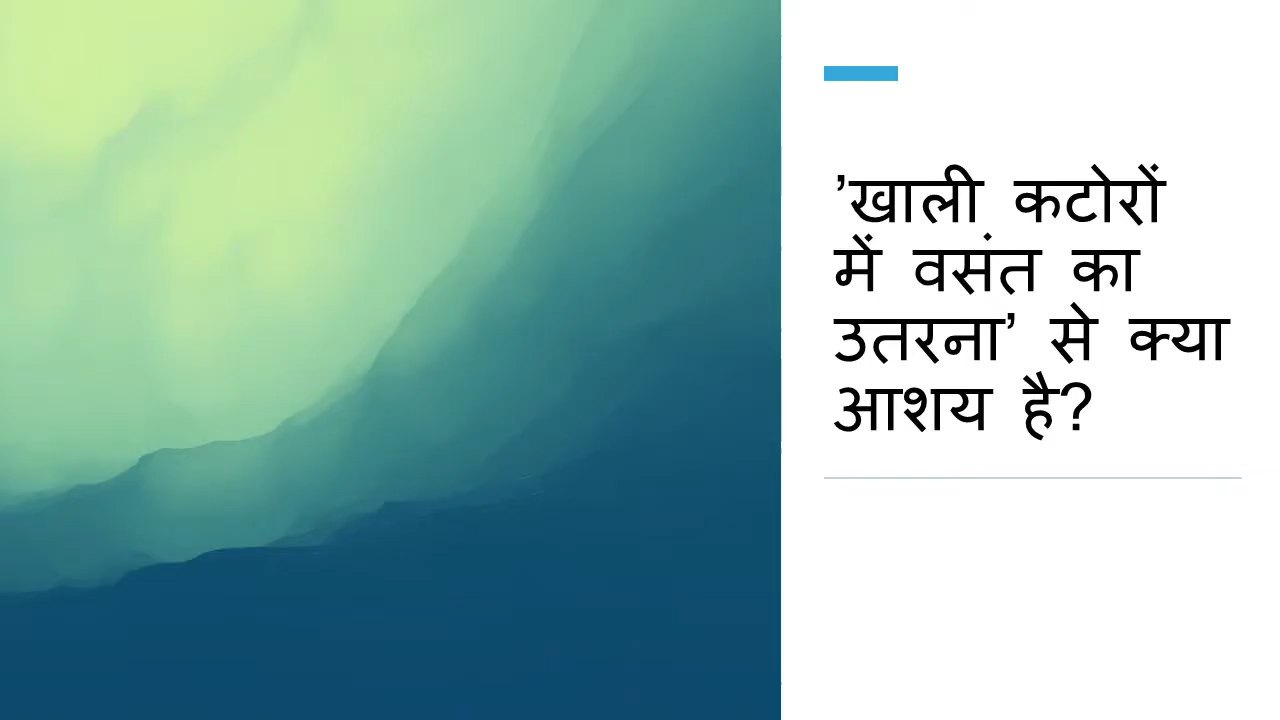 ’खाली कटोरों
में वसंत का
उतरना’ से क्या
आशय है?